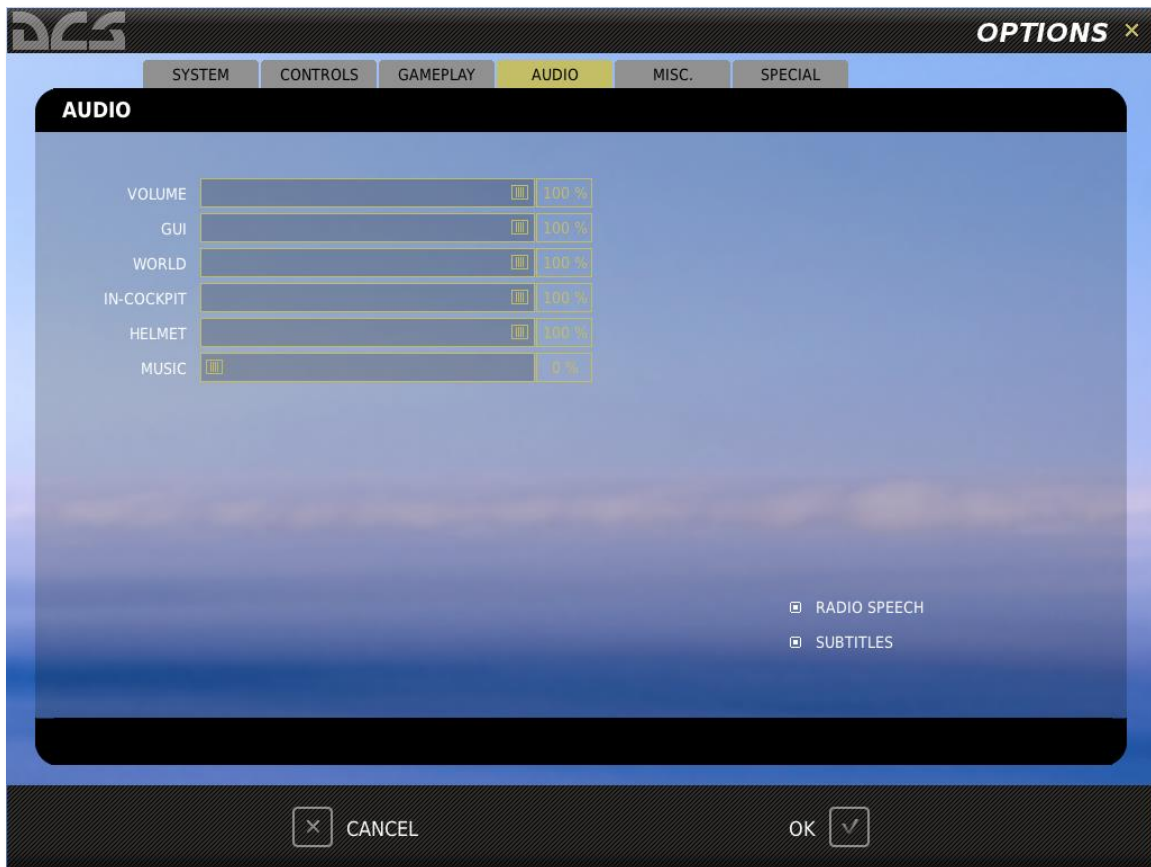 DCS OPTIONS
SYSTEM CONTROLS GAMEPLAY AUDIO MISC. SPECIAL
AUDIO
VOLUME 100 %
GUI 100 %
WORLD 100 %
IN-COCKPIT 100 %
HELMET 100 %
MUSIC 0 %
RADIO SPEECH
SUBTITLES
CANCEL OK